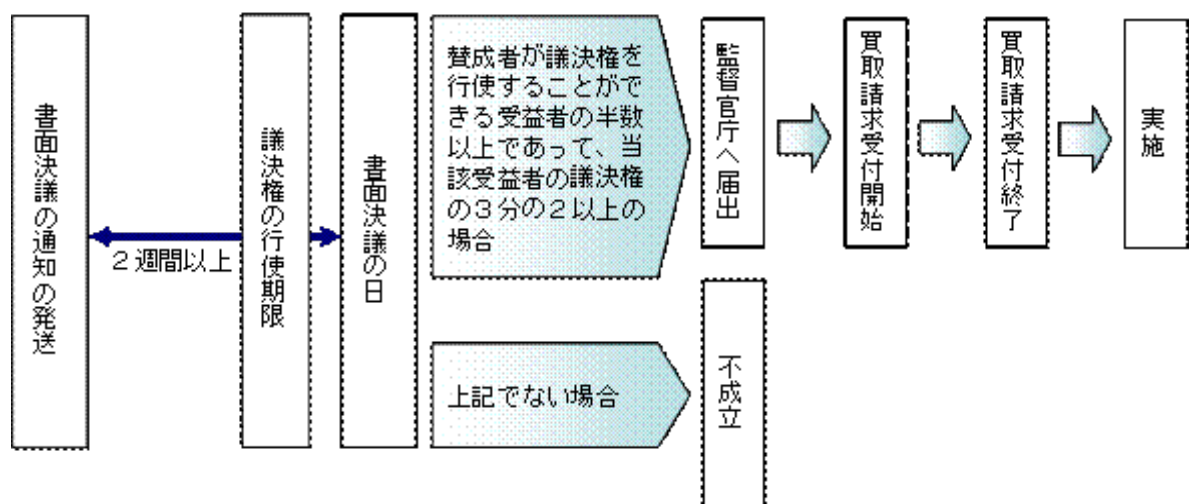 書面決議の通知の発送
2週間以上
議決権の行使期限
書面決議の日
賛成者が議決権を
行使することがで
きる受益者の半数
以上であって、当
該受益者の議決権
の3分の2以上の
場合
監督官庁へ届出
買取請求受付開始
買取請求受付終了
実施
上記でない場合
不成立